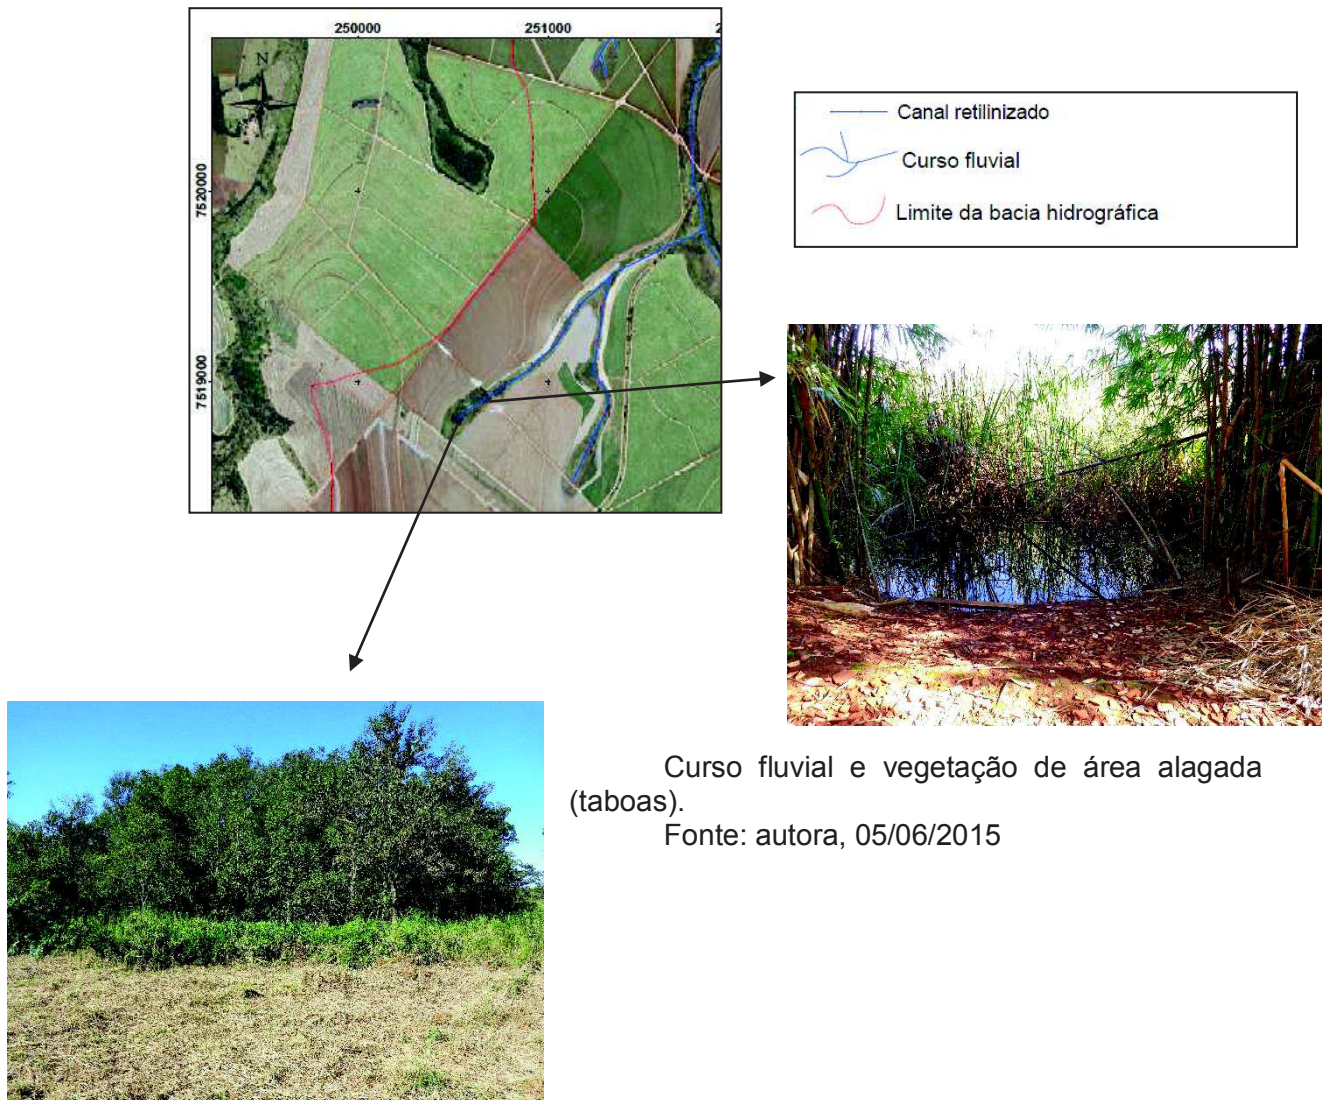 250000 251000 2
N
7520000
7519000
Canal retilinizado
Curso fluvial
Limite da bacia hidrográfica
Curso fluvial e vegetação de área alagada
(taboas).
Fonte: autora, 05/06/2015